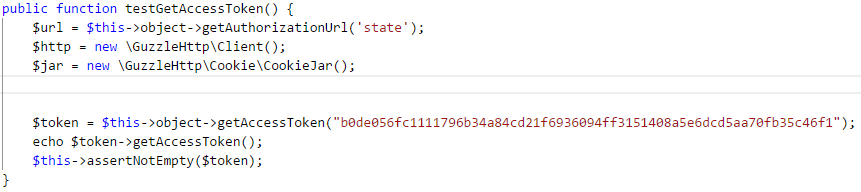 public function testGetAccessToken() {
    $url = $this->object->getAuthorizationUrl('state');
    $http = new \GuzzleHttp\Client();
    $jar = new \GuzzleHttp\Cookie\CookieJar();
    $token = $this->object->getAccessToken("b0de056fc1111796b34a84cd21f6936094ff3151408a5e6dcd5aa70fb35c46f1");
    echo $token->getAccessToken();
    $this->assertNotEmpty($token);
}